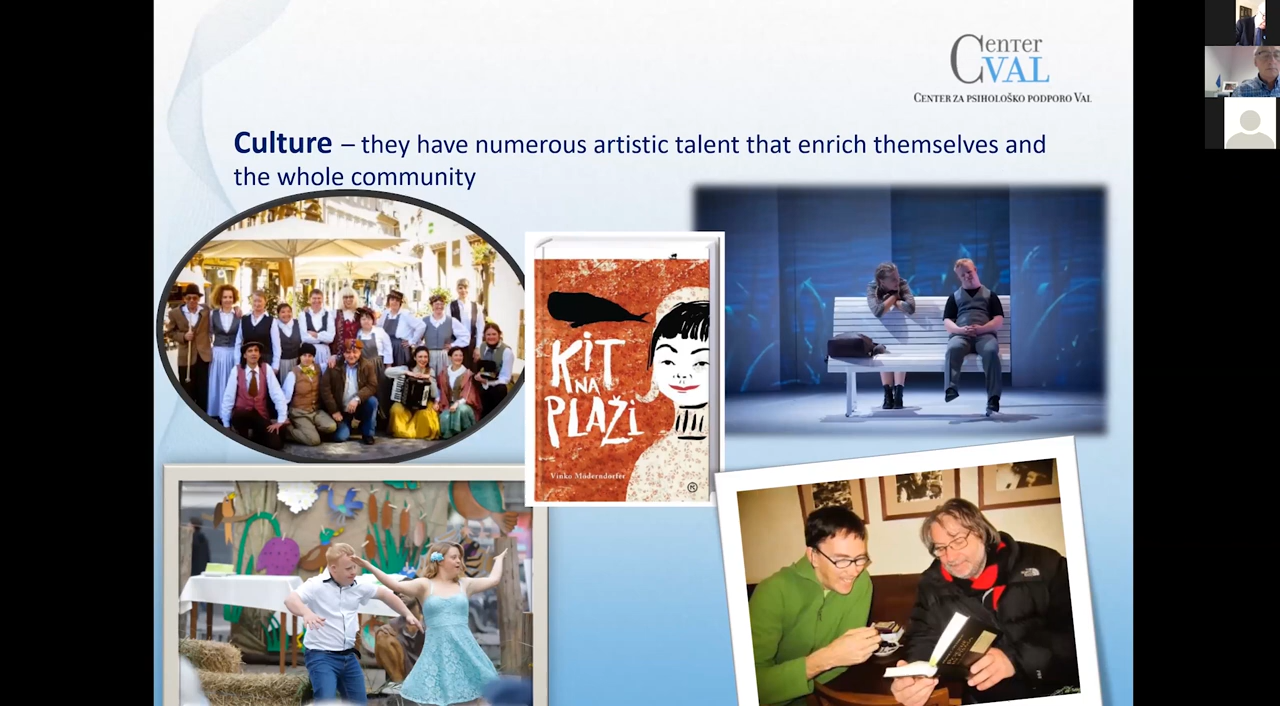 Center
VAL
CENTER ZA PSIHOLOŠKO PODPORO VAL
Culture – they have numerous artistic talent that enrich themselves and
the whole community
KiT
NA
PLAŽi
Vinko Möderndorfer